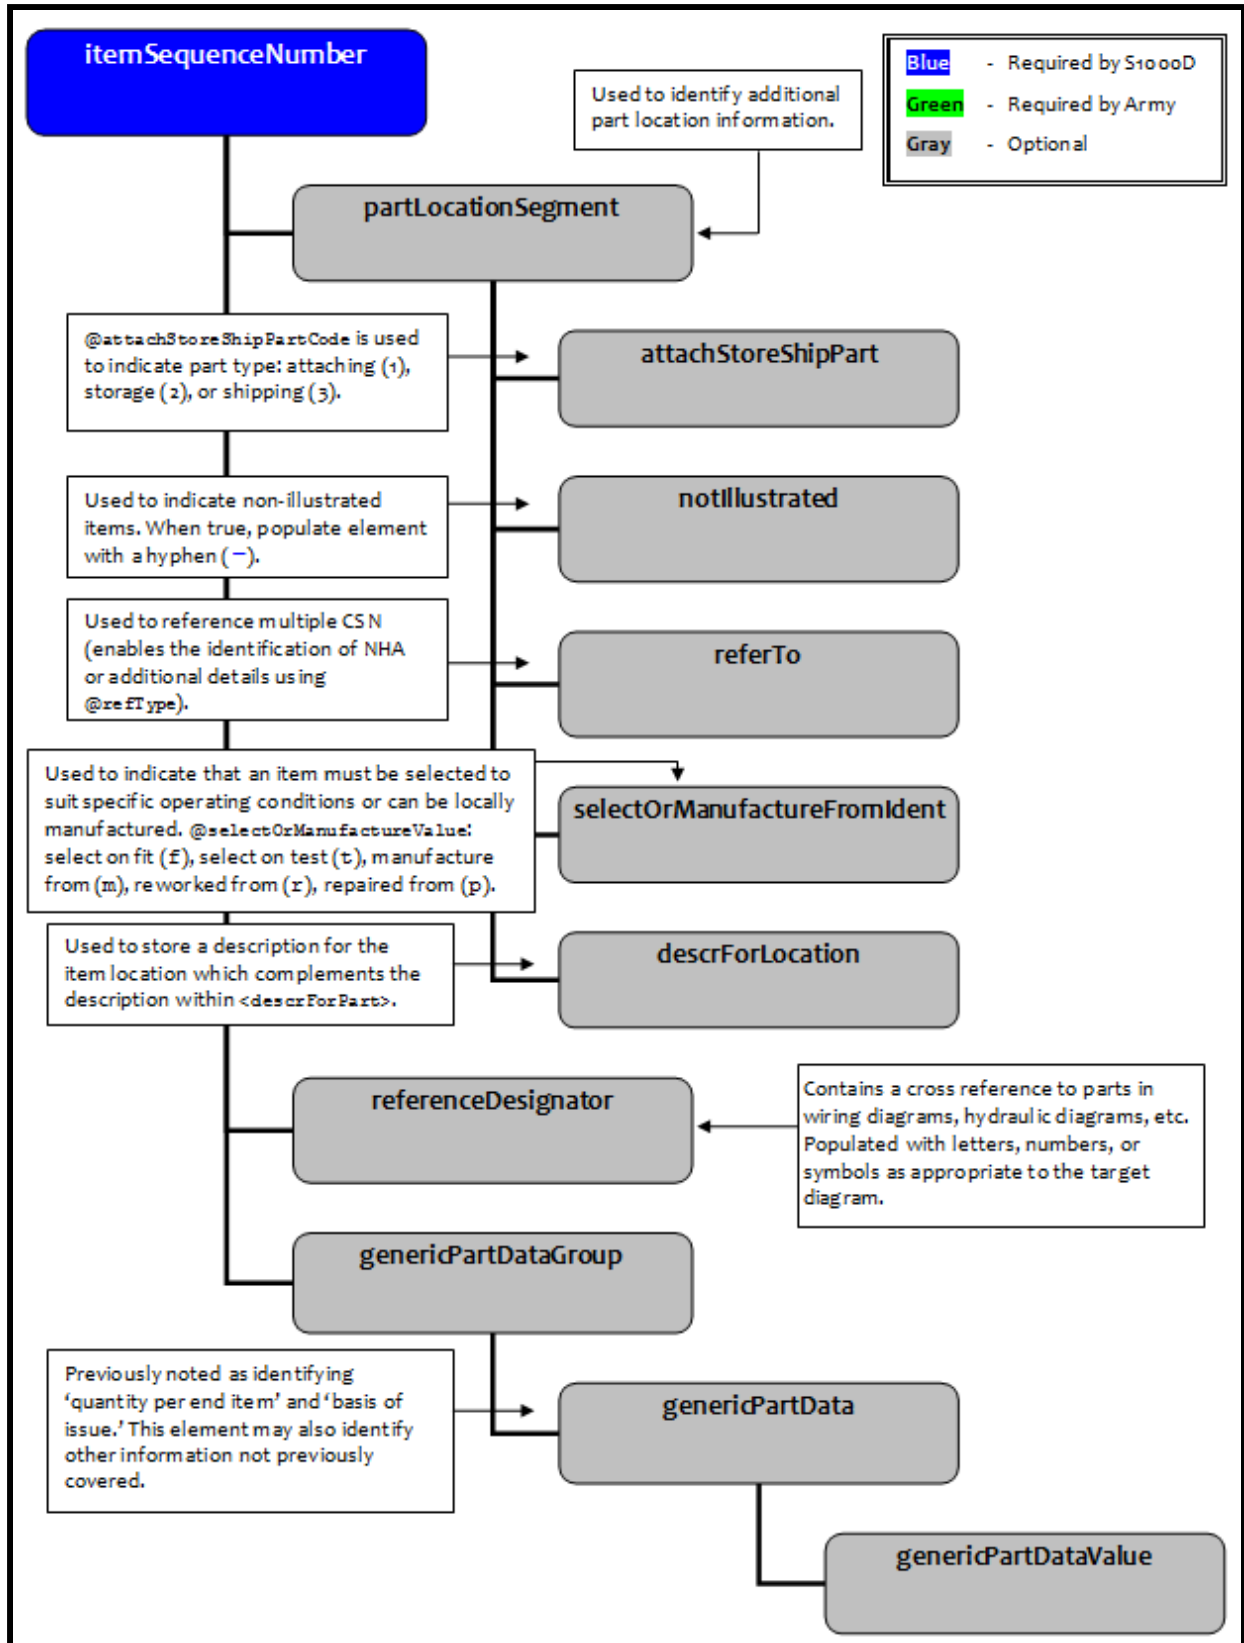 itemSequenceNumber
Blue - Required by S1000D
Green - Required by Army
Gray - Optional
Used to identify additional
part location information.
partLocationSegment
@attachStoreShipPartCode is used
to indicate part type: attaching (1),
storage (2), or shipping (3).
attachStoreShipPart
Used to indicate non-illustrated
items. When true, populate element
with a hyphen (-).
notIllustrated
Used to reference multiple CSN
(enables the identification of NHA
or additional details using
@refType).
referTo
Used to indicate that an item must be selected to
suit specific operating conditions or can be locally
manufactured. @selectOrManufactureValue:
select on fit (f), select on test (t), manufacture
from (m), reworked from (r), repaired from (p).
selectOrManufactureFromIdent
Used to store a description for the
item location which complements the
description within <descrForPart>.
descrForLocation
referenceDesignator
Contains a cross reference to parts in
wiring diagrams, hydraulic diagrams, etc.
Populated with letters, numbers, or
symbols as appropriate to the target
diagram.
genericPartDataGroup
Previously noted as identifying
‘quantity per end item’ and ‘basis of
issue.’ This element may also identify
other information not previously
covered.
genericPartData
genericPartDataValue